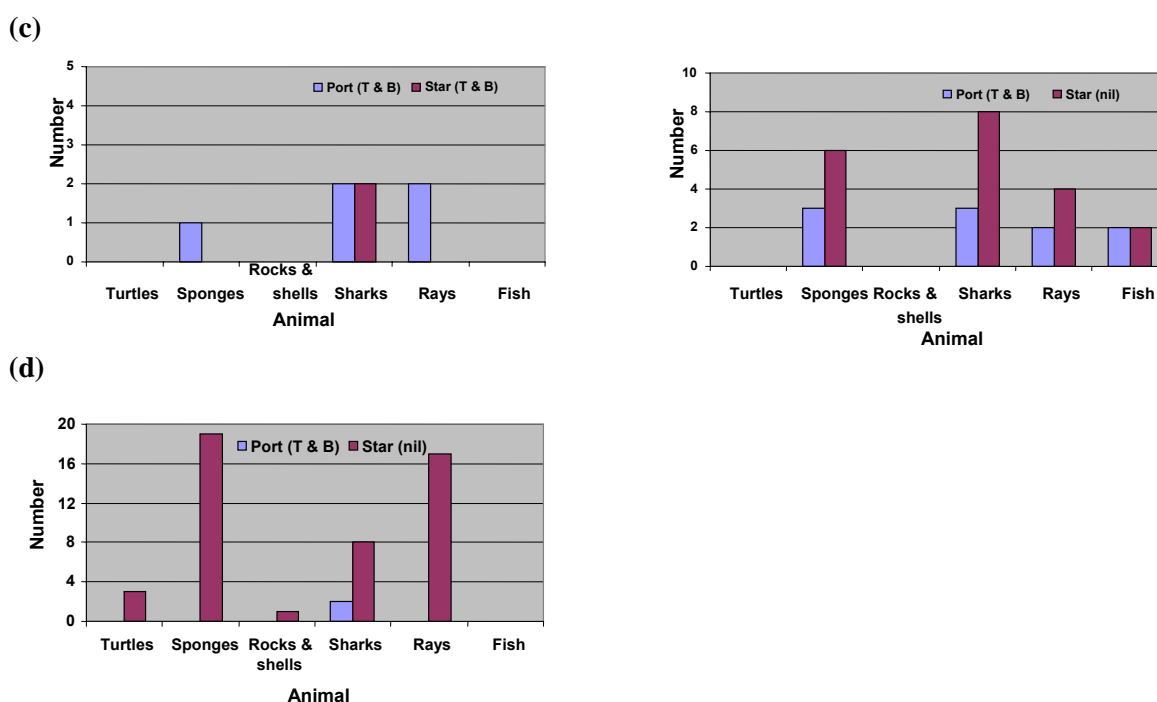 (c)
5
4
3
2
1
0
Number
Port (T & B) Star (T & B)
Turtles Sponges Rocks & shells Sharks Rays Fish
Animal
10
8
6
4
2
0
Number
Port (T & B) Star (nil)
Turtles Sponges Rocks & shells Sharks Rays Fish
Animal
(d)
20
16
12
8
4
0
Number
Port (T & B) Star (nil)
Turtles Sponges Rocks & shells Sharks Rays Fish
Animal